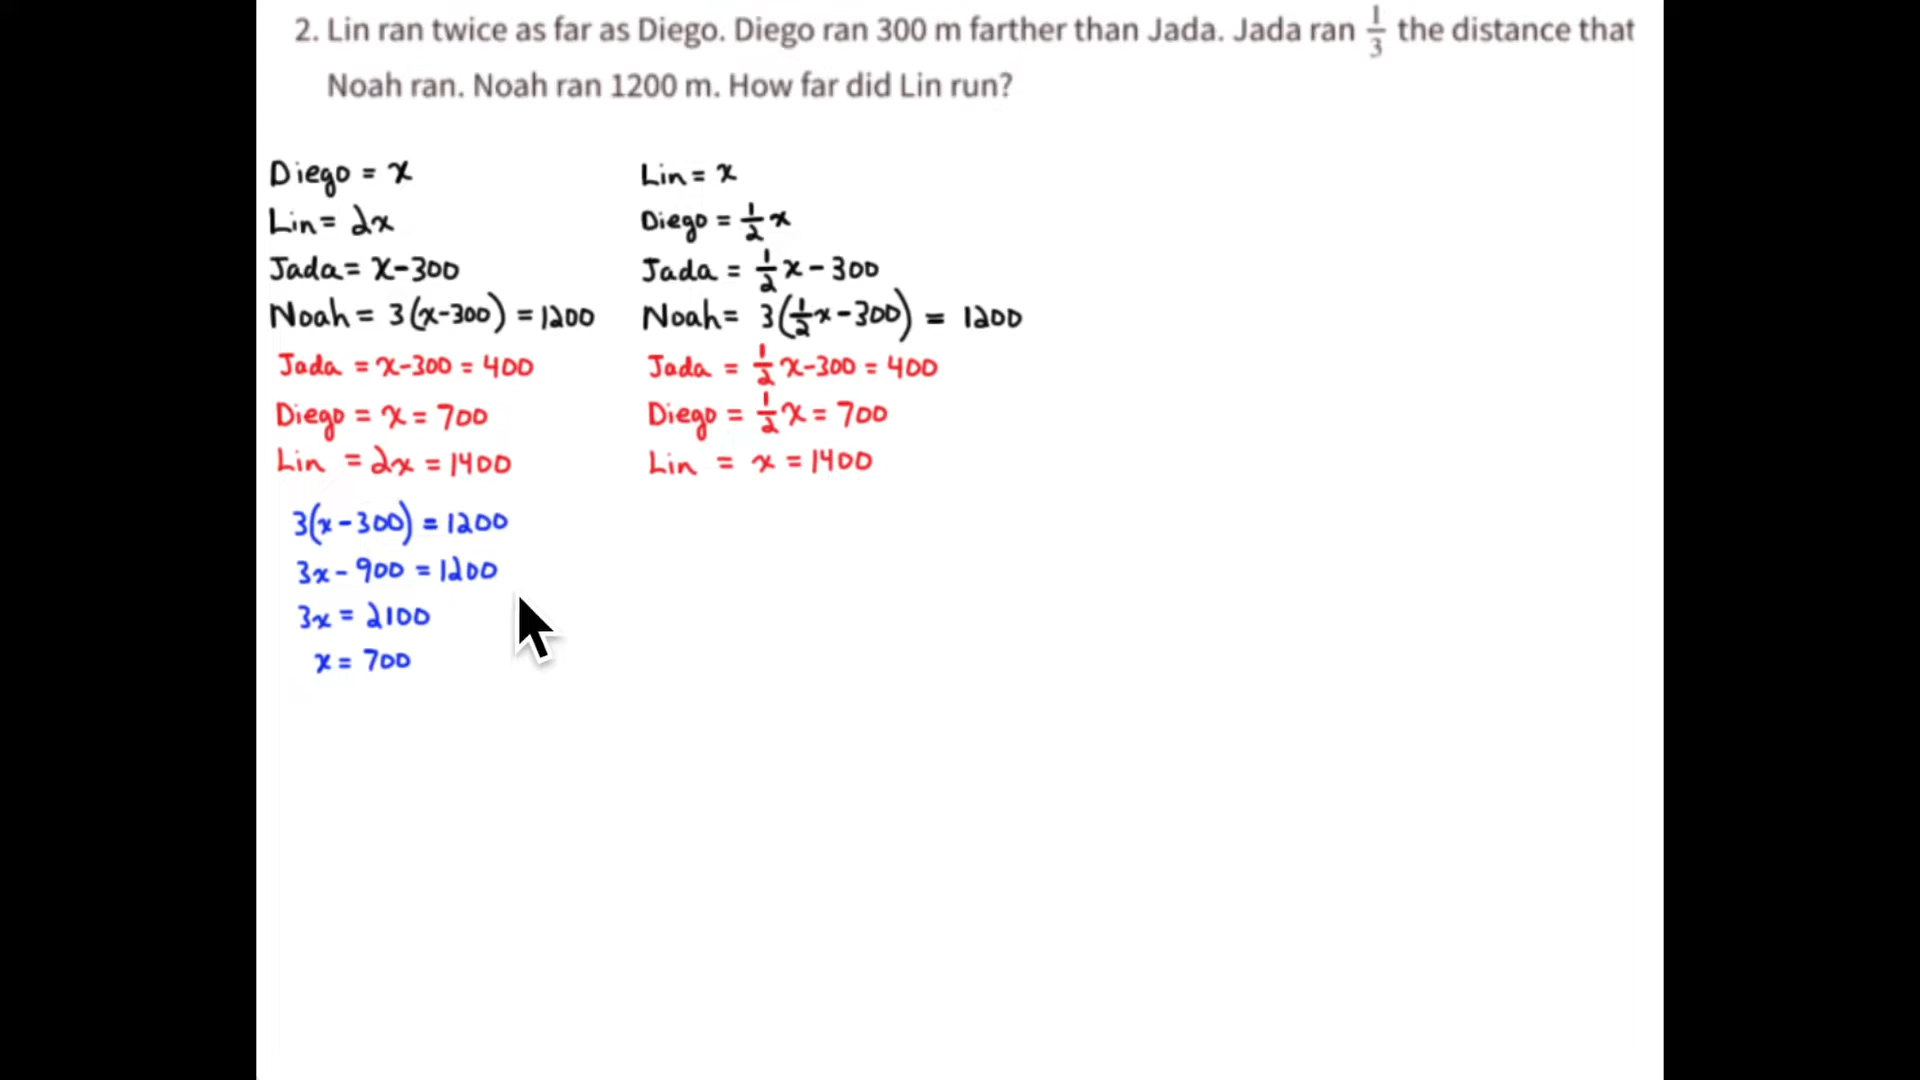 2. Lin ran twice as far as Diego. Diego ran 300 m farther than Jada. Jada ran 1/3 the distance that
Noah ran. Noah ran 1200 m. How far did Lin run?
Diego = x
Lin = 2x
Jada = x-300
Noah = 3(x-300) = 1200
Jada = x-300 = 400
Diego = x = 700
Lin = 2x = 1400
3(x-300) = 1200
3x - 900 = 1200
3x = 2100
x = 700
Lin = x
Diego = 1/2 x
Jada = 1/2 x - 300
Noah = 3(1/2 x - 300) = 1200
Jada = 1/2 x-300 = 400
Diego = 1/2 x = 700
Lin = x = 1400